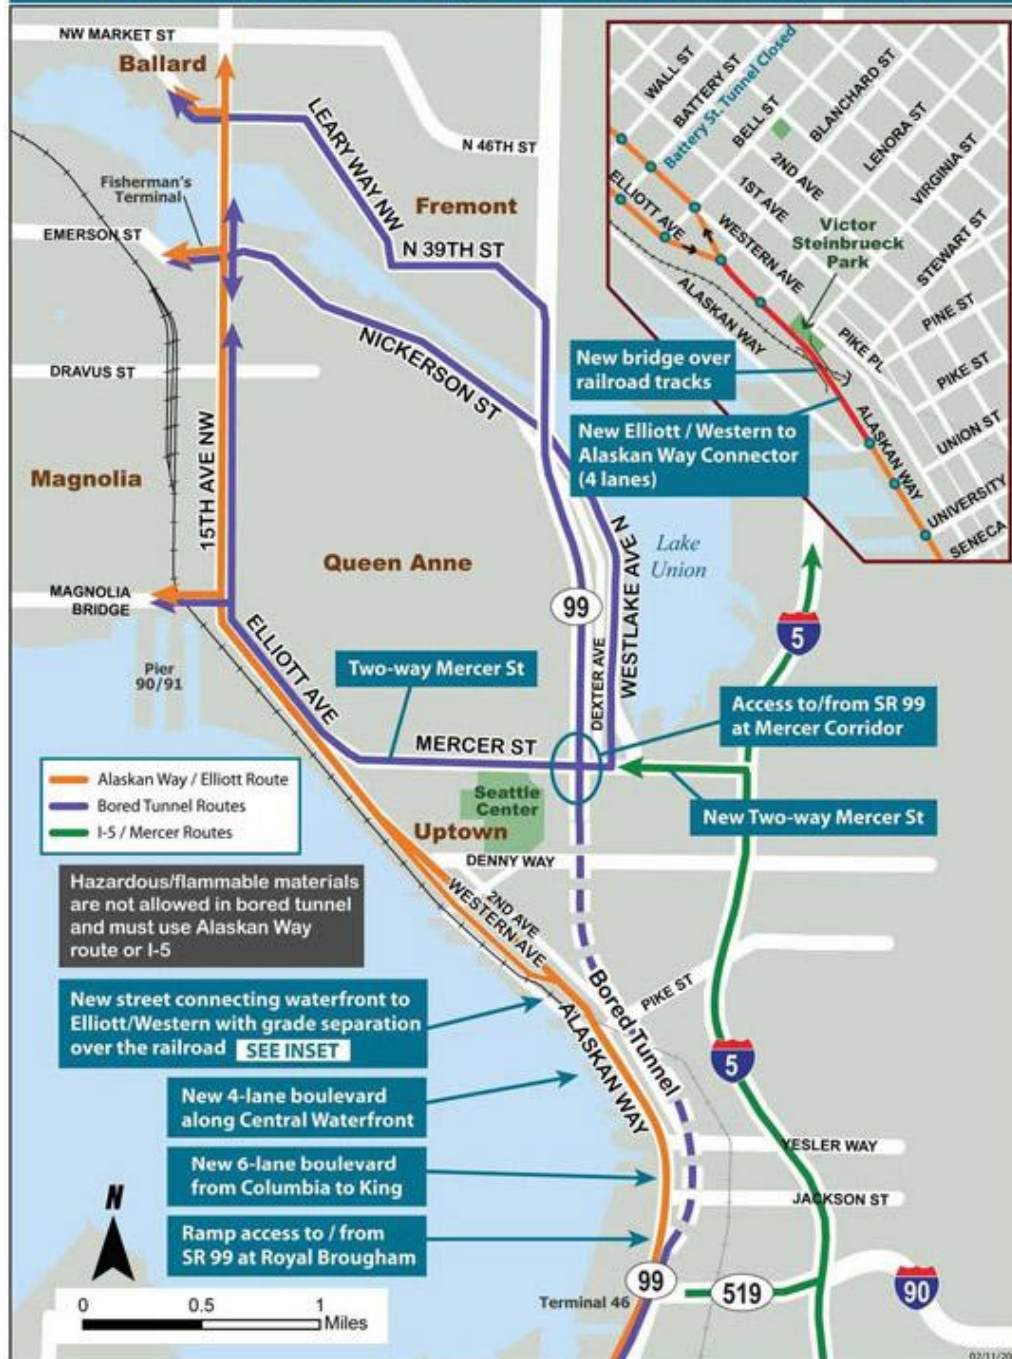 NW MARKET ST
Ballard
LEARY WAY NW
N 46TH ST
Fisherman's
Terminal
EMERSON ST
Fremont
N 39TH ST
NICKERSON ST
DRAVUS ST
15TH AVE NW
Magnolia
Queen Anne
MAGNOLIA
BRIDGE
Pier
90/91
ELLIOTT AVE
Two-way Mercer St
MERCER ST
99
DEXTER AVE
WESTLAKE AVE N
Lake
Union
5
Access to/from SR 99
at Mercer Corridor
New Two-way Mercer St
Seattle
Center
Uptown
DENNY WAY
2ND AVE
WESTERN AVE
Alaskan Way / Elliott Route
Bored Tunnel Routes
I-5 / Mercer Routes
Hazardous/flammable materials
are not allowed in bored tunnel
and must use Alaskan Way
route or I-5
New street connecting waterfront to
Elliott/Western with grade separation
over the railroad SEE INSET
New 4-lane boulevard
along Central Waterfront
New 6-lane boulevard
from Columbia to King
Ramp access to / from
SR 99 at Royal Brougham
ALASKAN WAY
Bored Tunnel
PIKE ST
5
YESLER WAY
JACKSON ST
99
519
90
Terminal 46
N
0 0.5 1
Miles
WALL ST
BATTERY ST
Battery St. Tunnel Closed
BELL ST
BLANCHARD ST
LENORA ST
VIRGINIA ST
2ND AVE
1ST AVE
ELLIOTT AVE
WESTERN AVE
Victor
Steinbrueck
Park
STEWART ST
ALASKAN WAY
PINE ST
PIKE PL
PIKE ST
New bridge over
railroad tracks
New Elliott / Western to
Alaskan Way Connector
(4 lanes)
ALASKAN WAY
UNION ST
UNIVERSITY
SENECA